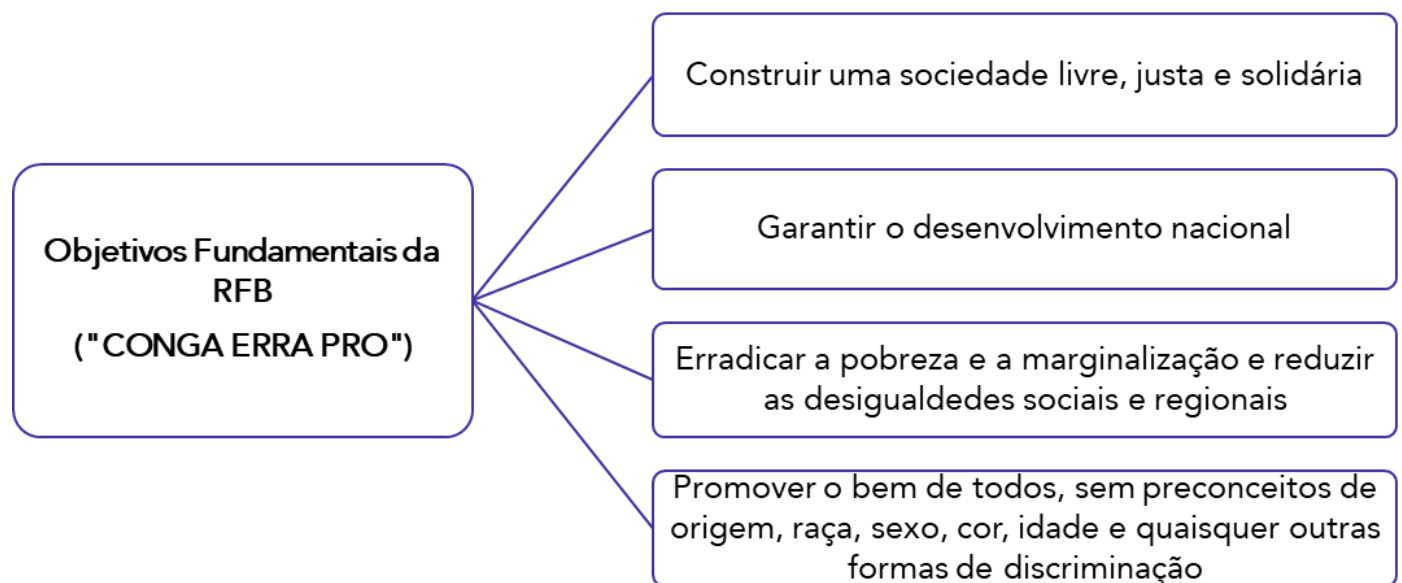 Objetivos Fundamentais da
RFB
("CONGA ERRA PRO")
Construir uma sociedade livre, justa e solidária
Garantir o desenvolvimento nacional
Erradicar a pobreza e a marginalização e reduzir
as desigualdedes sociais e regionais
Promover o bem de todos, sem preconceitos de
origem, raça, sexo, cor, idade e quaisquer outras
formas de discriminação